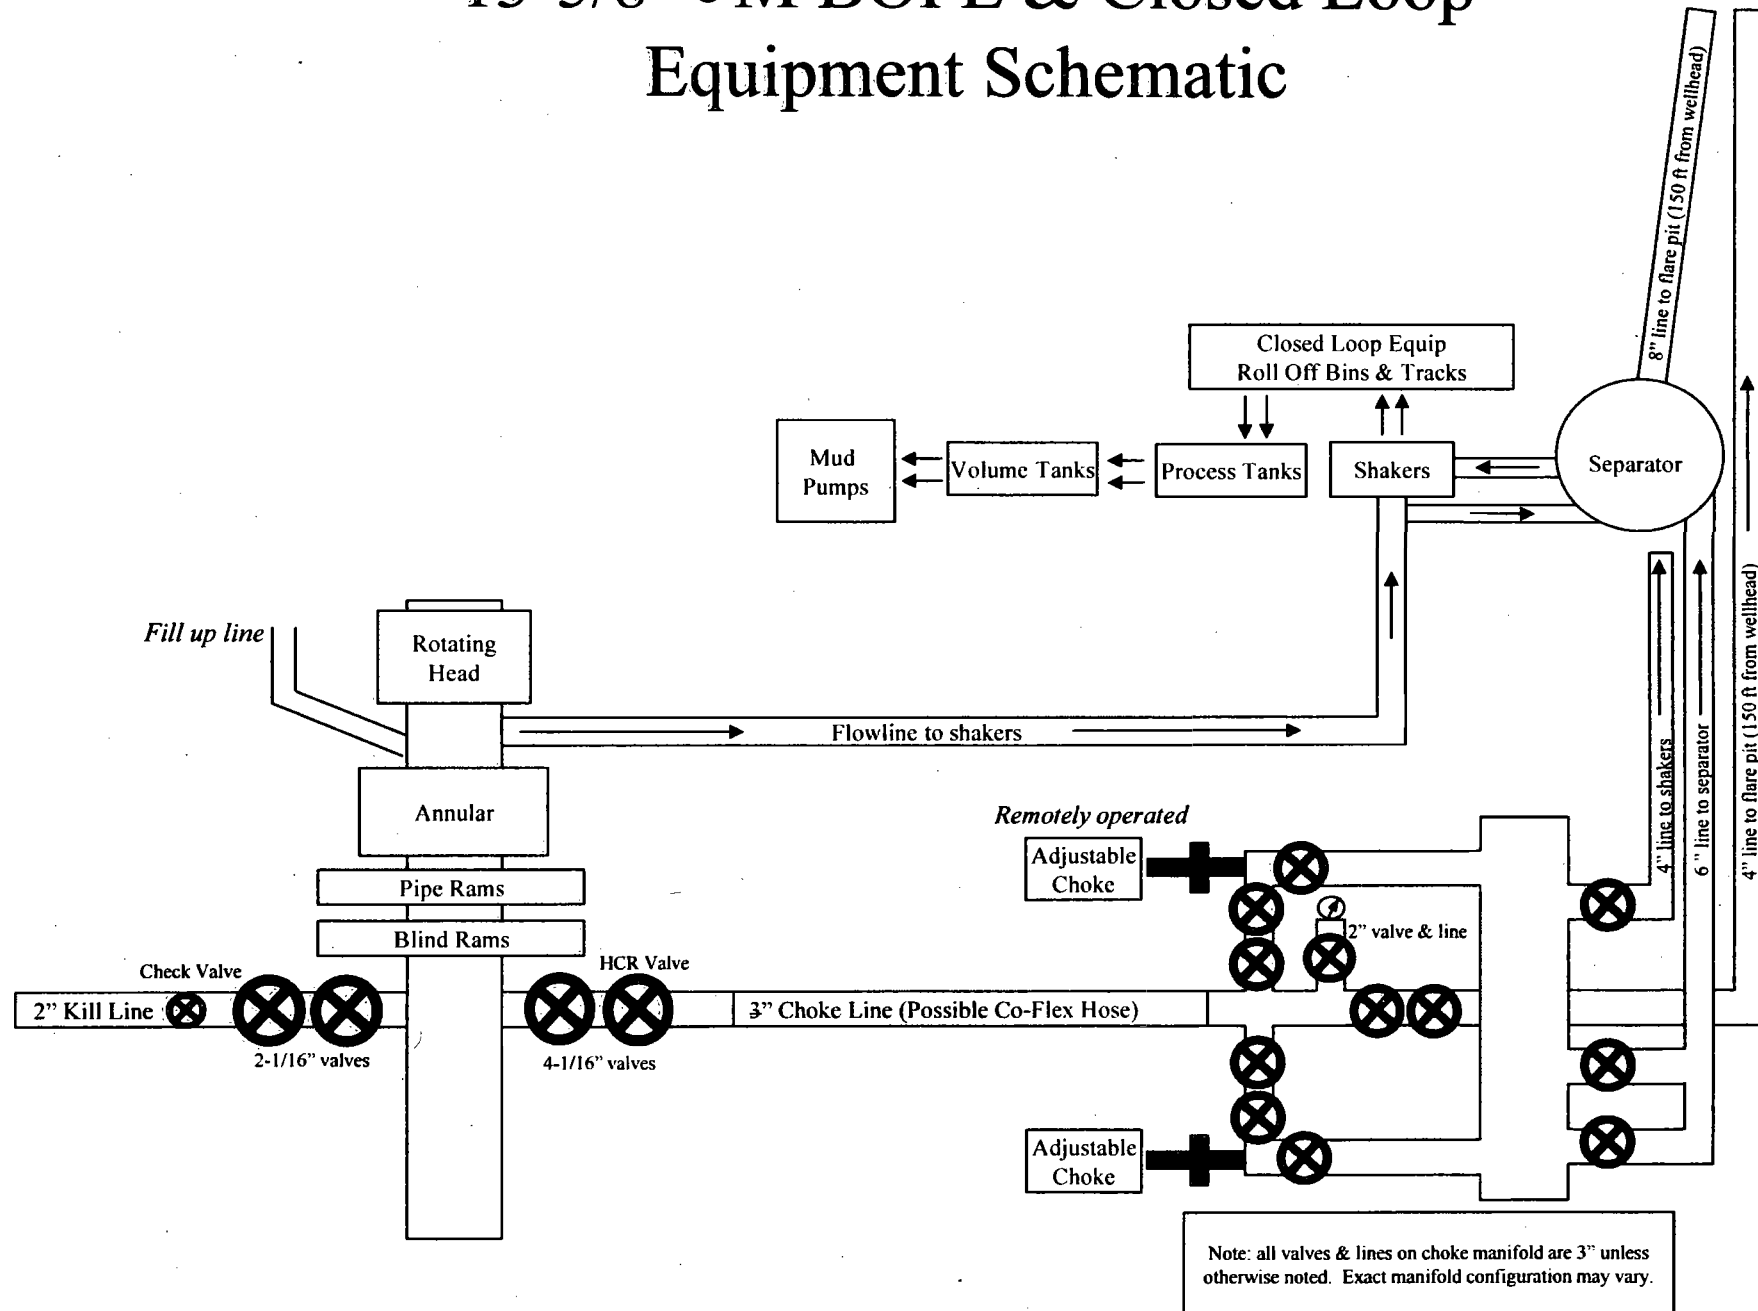 BOPE & Closed Loop
Equipment Schematic
8" line to flare pit (150 ft from wellhead)
Closed Loop Equip
Roll Off Bins & Tracks
Mud
Pumps
Volume Tanks
Process Tanks
Shakers
Separator
Fill up line
Rotating
Head
Flowline to shakers
4" line to shakers
6 " line to separator
4" line to flare pit (150 ft from wellhead)
Annular
Remotely operated
Adjustable
Choke
Pipe Rams
2” valve & line
Blind Rams
Check Valve
HCR Valve
2” Kill Line
3” Choke Line (Possible Co-Flex Hose)
2-1/16” valves
4-1/16” valves
Adjustable
Choke
Note: all valves & lines on choke manifold are 3” unless
otherwise noted. Exact manifold configuration may vary.